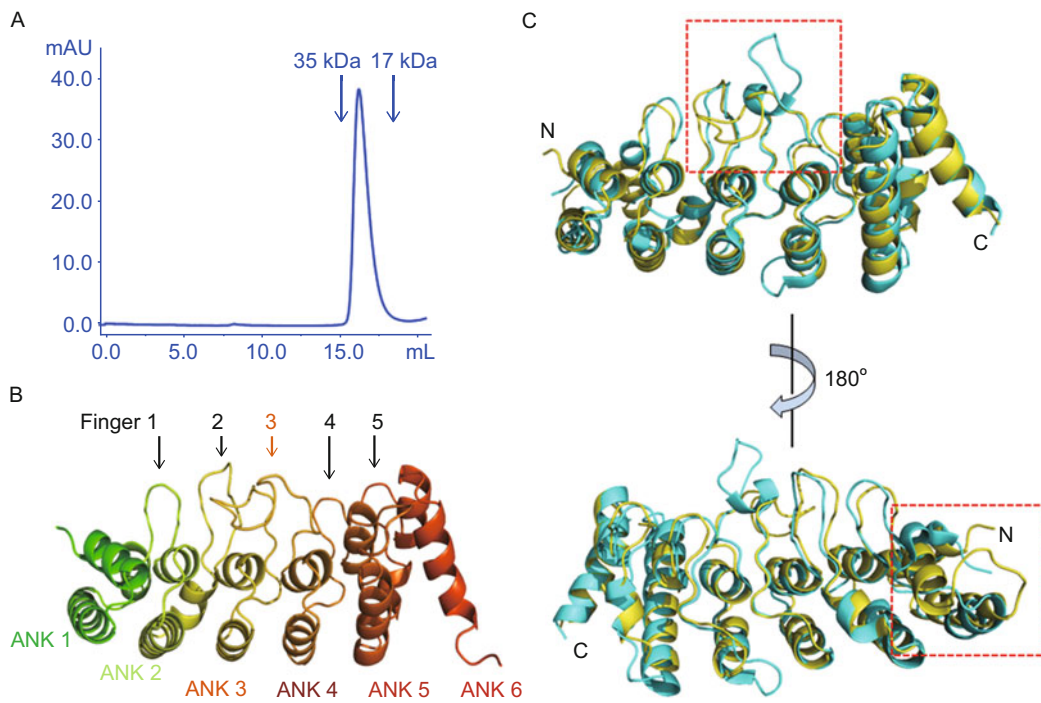 A
mAU
35 kDa 17 kDa
40.0
30.0
20.0
10.0
0.0
0.0 5.0 10.0 15.0 mL
B
Finger 1 2 3 4 5
ANK 1
ANK 2
ANK 3 ANK 4 ANK 5 ANK 6
C
N
C
180°
N
C